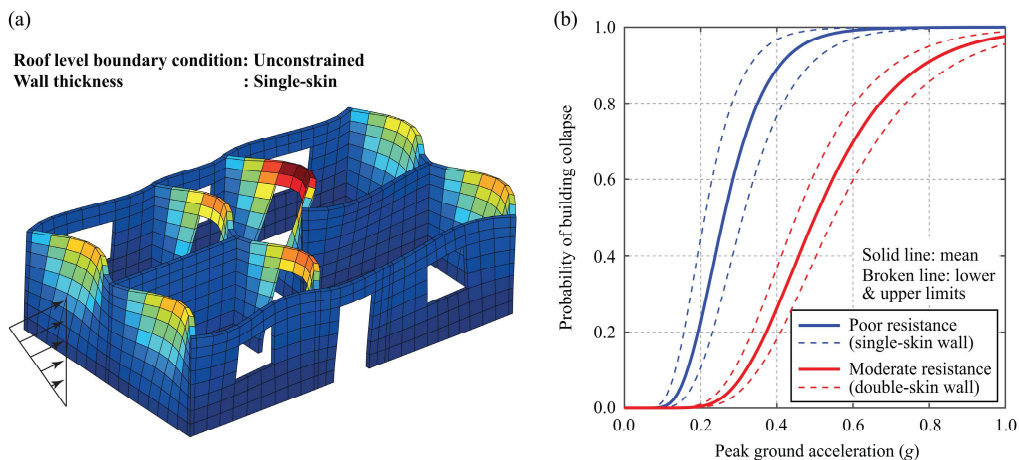 (a)
Roof level boundary condition: Unconstrained
Wall thickness : Single-skin
(b)
Probability of building collapse
1.0
0.8
0.6
0.4
0.2
0.0
0.0 0.2 0.4 0.6 0.8 1.0
Peak ground acceleration (g)
Solid line: mean
Broken line: lower
& upper limits
Poor resistance
(single-skin wall)
Moderate resistance
(double-skin wall)